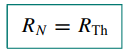 R_N = R_Th